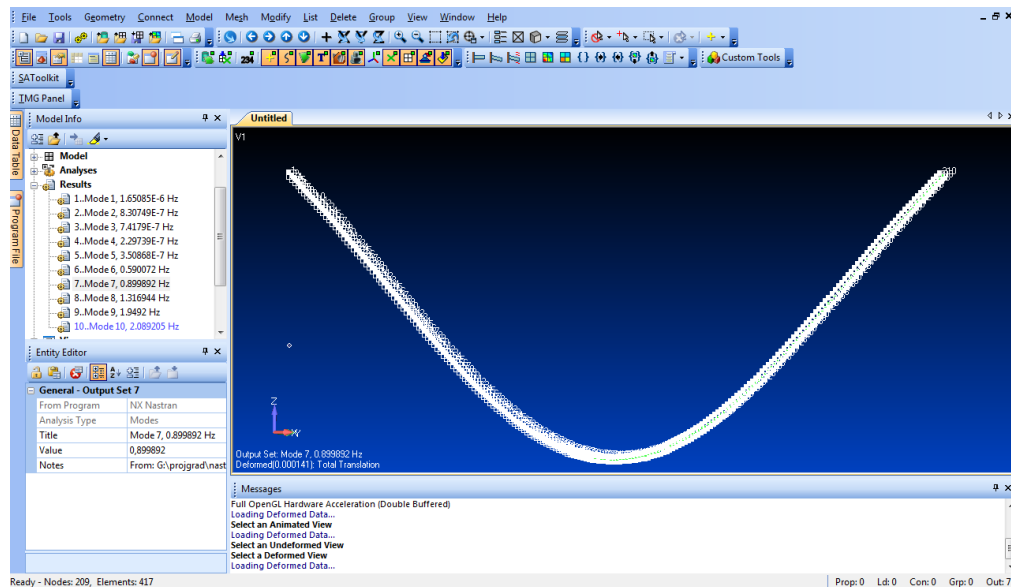 File Tools Geometry Connect Model Mesh Modify List Delete Group View Window Help
234
T
Custom Tools
SAToolkit
TMG Panel
Data Table
Program File
Model Info
Model
Analyses
Results
1..Mode 1, 1.65085E-6 Hz
2..Mode 2, 8.30749E-7 Hz
3..Mode 3, 7.4179E-7 Hz
4..Mode 4, 2.29739E-7 Hz
5..Mode 5, 3.50868E-7 Hz
6..Mode 6, 0.590072 Hz
7..Mode 7, 0.899892 Hz
8..Mode 8, 1.316944 Hz
9..Mode 9, 1.9492 Hz
10..Mode 10, 2.089205 Hz
Entity Editor
General - Output Set 7
From Program NX Nastran
Analysis Type Modes
Title Mode 7, 0.899892 Hz
Value 0,899892
Notes From: G:\projgrad\nast
Untitled
V1
Z
Output Set: Mode 7, 0.899892 Hz
Deformed(0.000141): Total Translation
Messages
Full OpenGL Hardware Acceleration (Double Buffered)
Loading Deformed Data...
Select an Animated View
Loading Deformed Data...
Select an Undeformed View
Select a Deformed View
Loading Deformed Data...
Ready - Nodes: 209, Elements: 417
Prop: 0 Ld: 0 Con: 0 Grp: 0 Out: 7